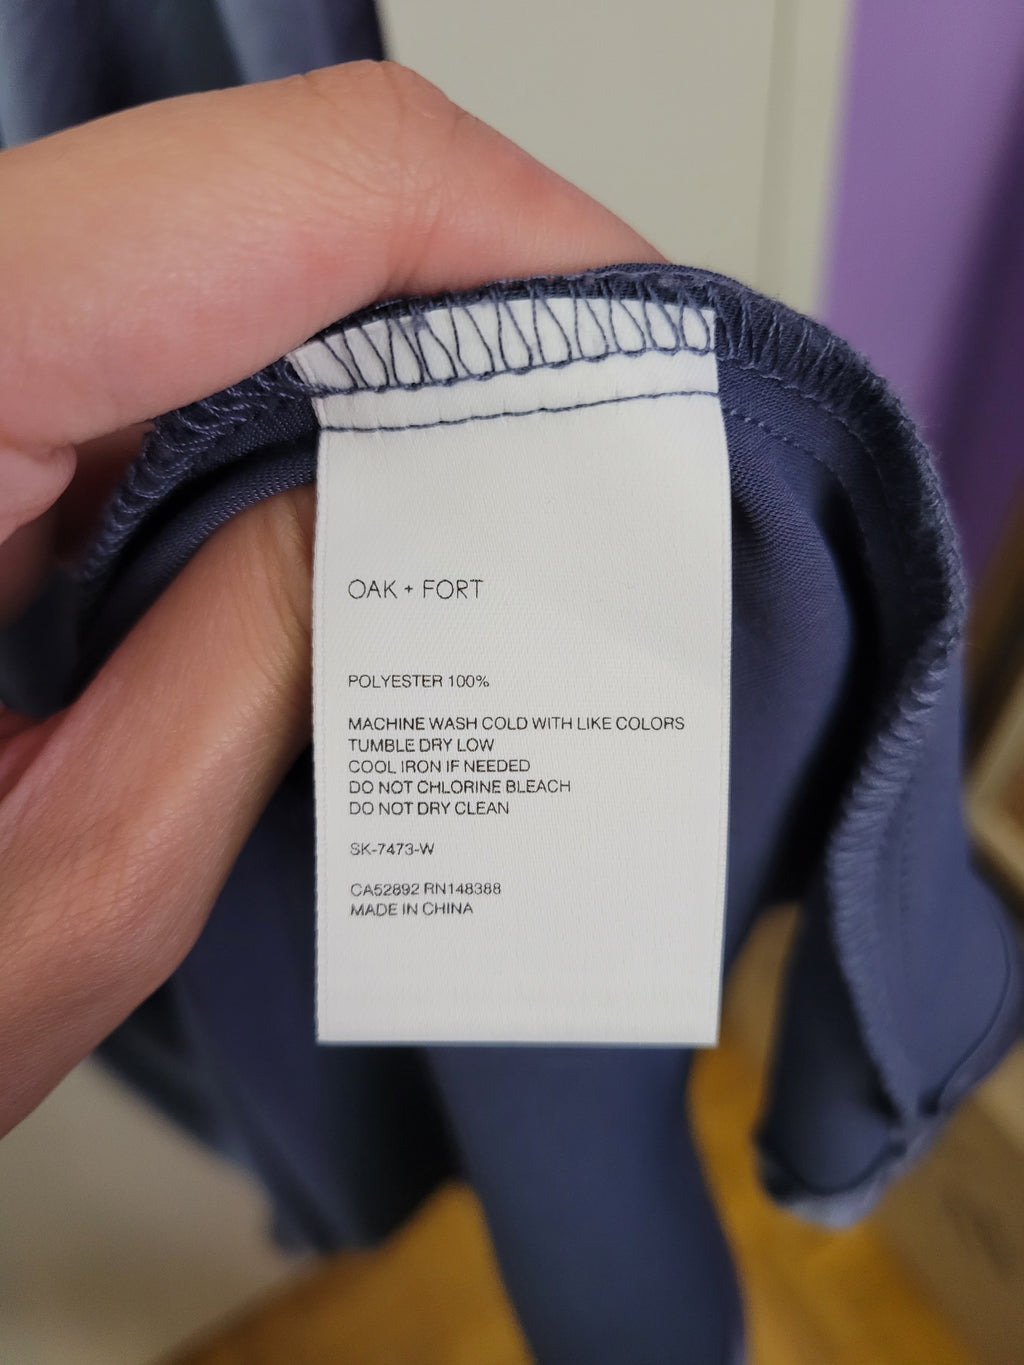 OAK + FORT
POLYESTER 100%
MACHINE WASH COLD WITH LIKE COLORS
TUMBLE DRY LOW
COOL IRON IF NEEDED
DO NOT CHLORINE BLEACH
DO NOT DRY CLEAN
SK-7473-W
CA52892 RN148388
MADE IN CHINA